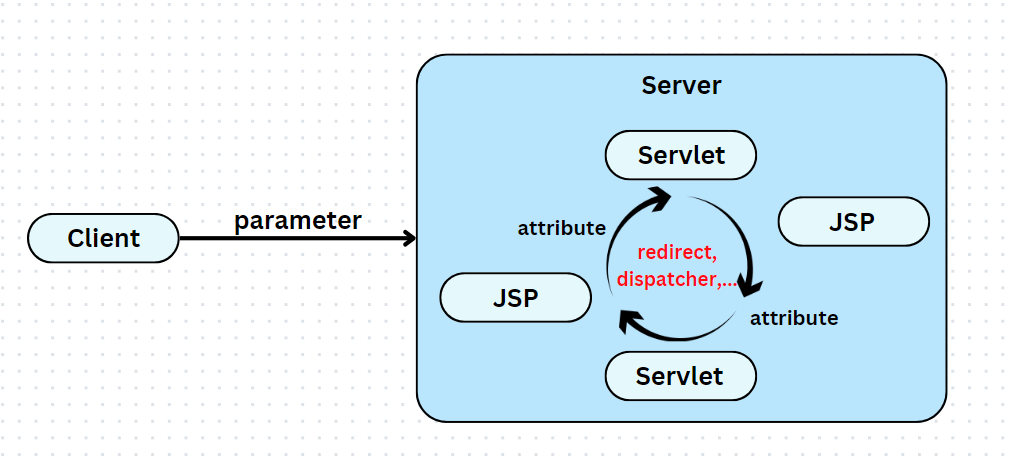 Server
Servlet
JSP
parameter
attribute
Client
redirect,
dispatcher,...
JSP
attribute
Servlet